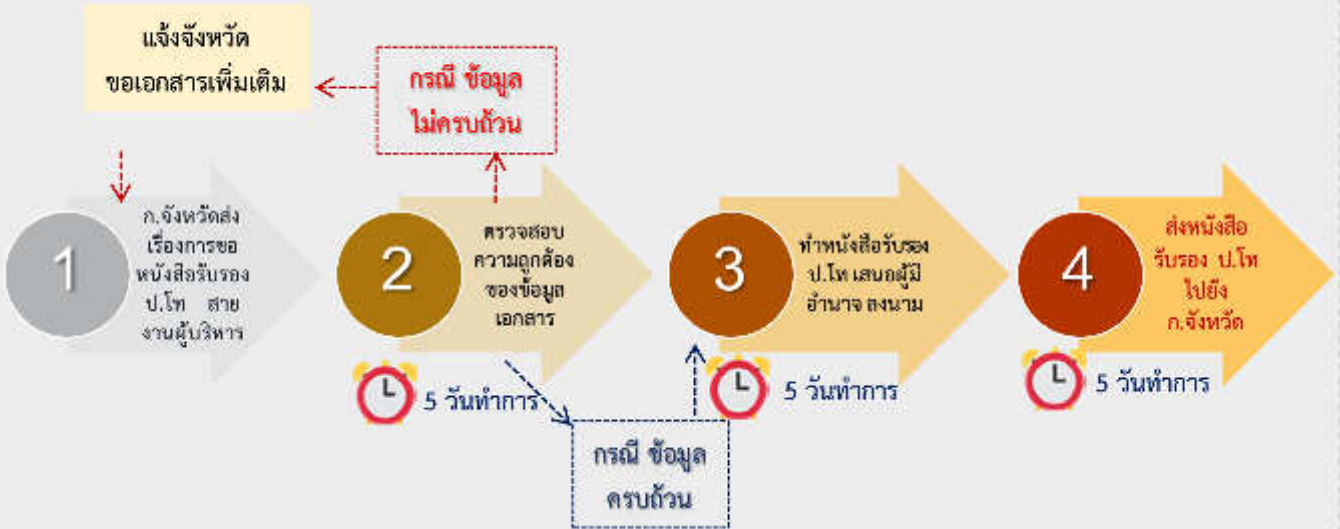 แจ้งจังหวัด
ขอเอกสารเพิ่มเติม
กรณี ข้อมูล
ไม่ครบถ้วน
1
ก.จังหวัดส่ง
เรื่องการขอ
หนังสือรับรอง
ป.โท สาย
งานผู้บริหาร
2
ตรวจสอบ
ความถูกต้อง
ของข้อมูล
เอกสาร
3
ทำหนังสือรับรอง
ป.โท เสนอผู้มี
อำนาจ ลงนาม
4
ส่งหนังสือ
รับรอง ป.โท
ไปยัง
ก.จังหวัด
5 วันทำการ
5 วันทำการ
5 วันทำการ
กรณี ข้อมูล
ครบถ้วน